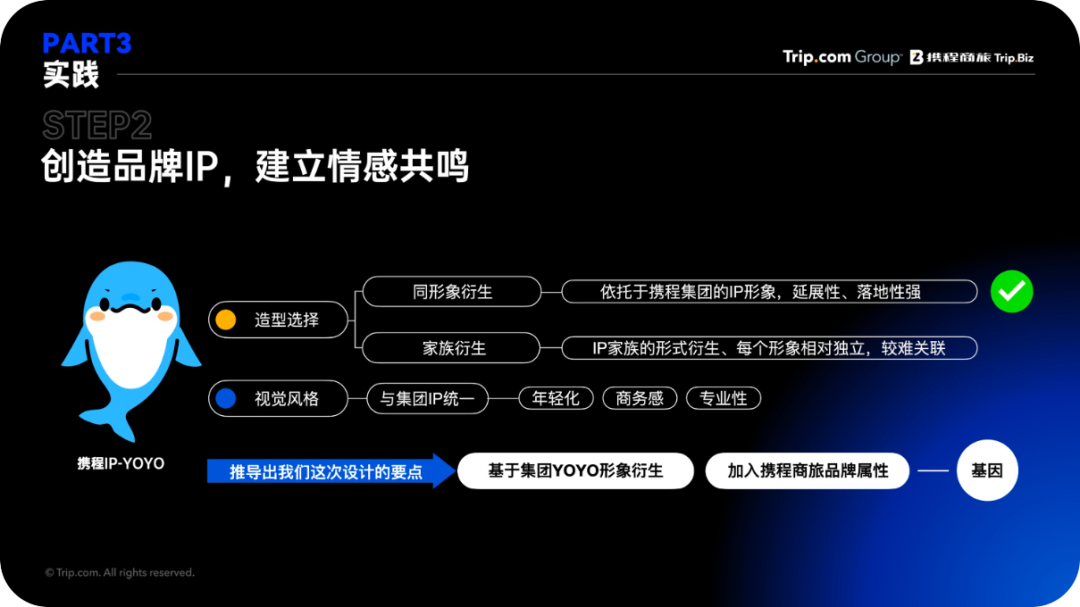 PART3
实践
Trip.com Group 携程商旅 Trip.Biz
STEP2
创造品牌IP，建立情感共鸣
造型选择
同形象衍生
依托于携程集团的IP形象，延展性、落地性强
家族衍生
IP家族的形式衍生、每个形象相对独立，较难关联
视觉风格
与集团IP统一
年轻化
商务感
专业性
携程IP-YOYO
推导出我们这次设计的要点
基于集团YOYO形象衍生
加入携程商旅品牌属性
基因
© Trip.com. All rights reserved.